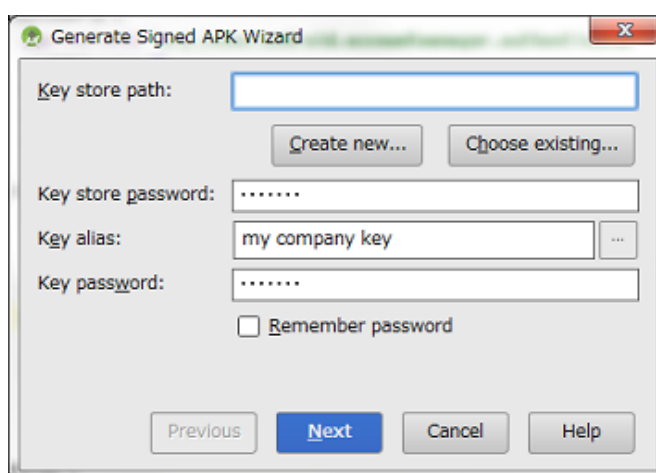 Generate Signed APK Wizard
Key store path:
Create new... Choose existing...
Key store password: •••••••
Key alias: my company key ...
Key password: •••••••
Remember password
Previous Next Cancel Help